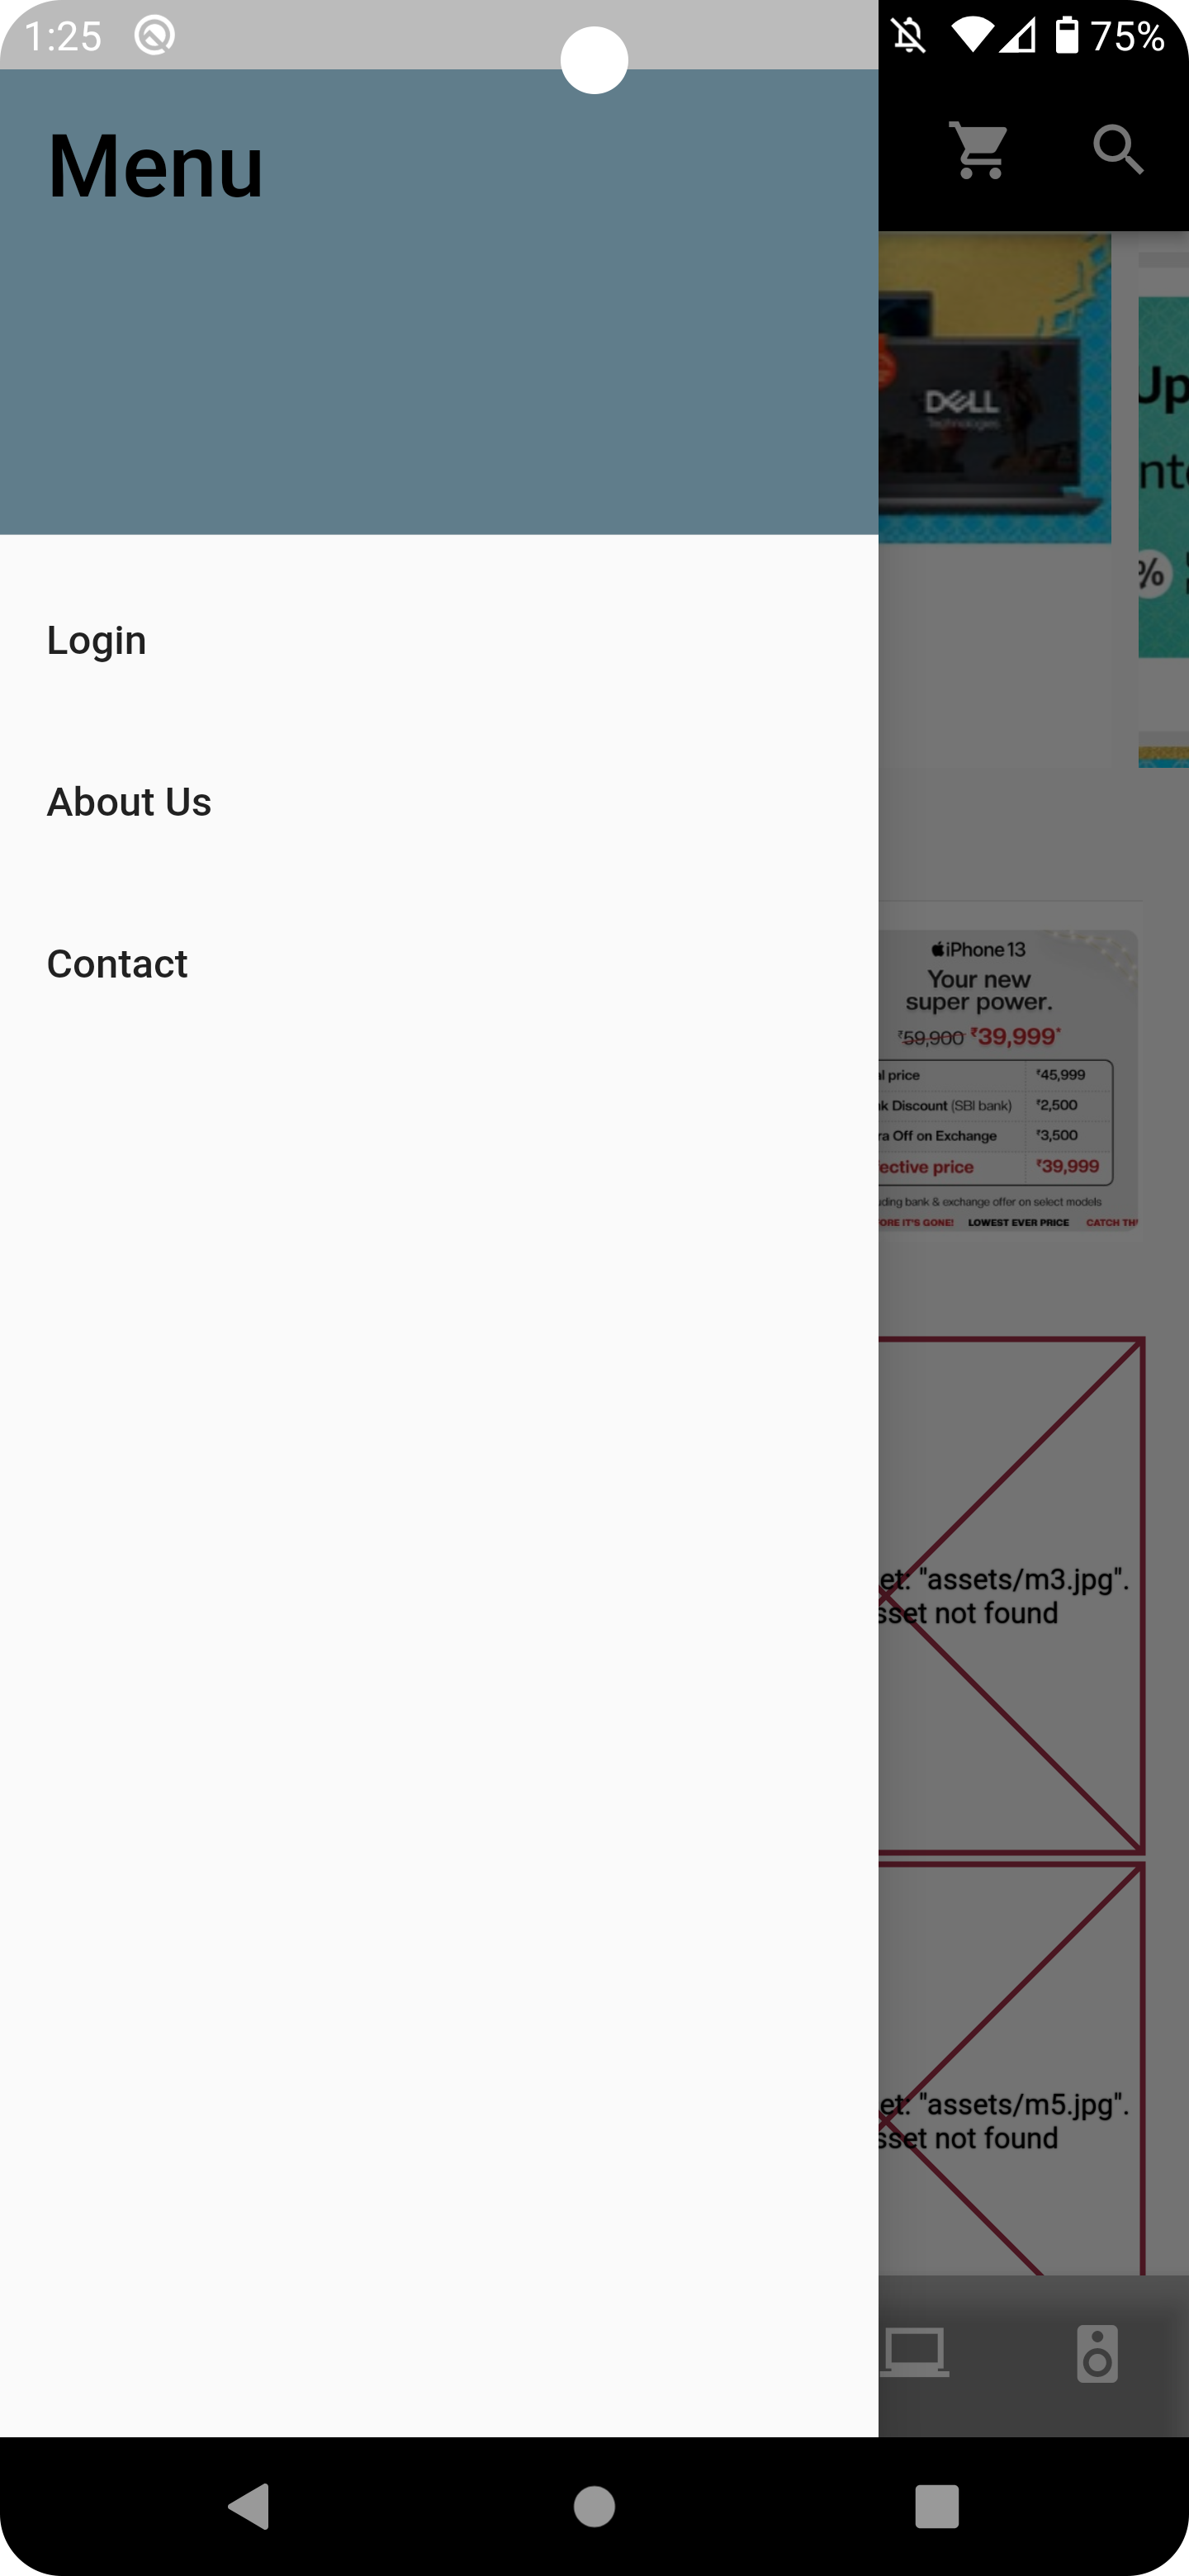 1:25
75%
Menu
Login
About Us
Contact
DELL
Technologies
Up
nt
%
iPhone 13
Your new
super power.
₹59,900 ₹39,999*
l price ₹45,999
k Discount (SBI bank) ₹2,500
ra Off on Exchange ₹3,500
ective price ₹39,999
ding bank & exchange offer on select models
ORE IT'S GONE! LOWEST EVER PRICE CATCH TH
et: "assets/m3.jpg".
sset not found
et: "assets/m5.jpg".
sset not found